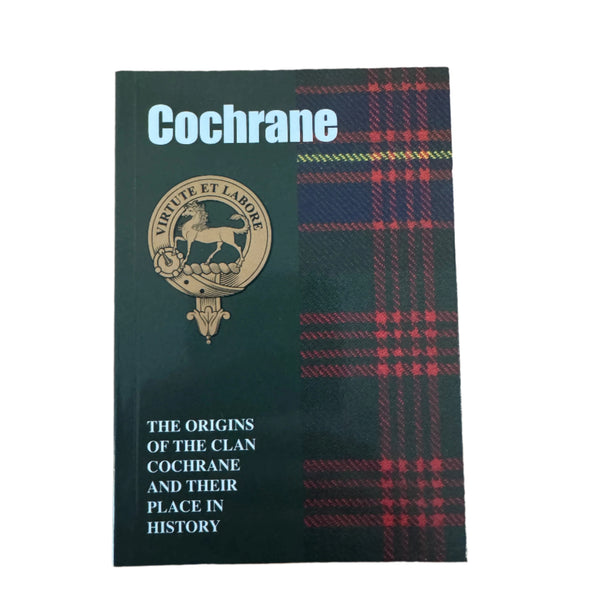 Cochrane
VIRTUTE ET LABORE
THE ORIGINS
OF THE CLAN
COCHRANE
AND THEIR
PLACE IN
HISTORY